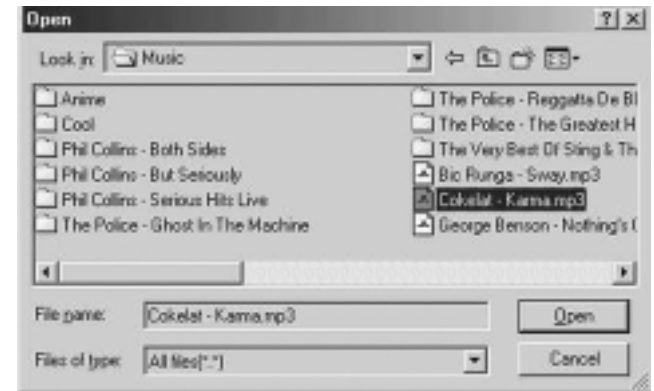 Open
Look in: Music
Anime
Cool
Phil Collins - Both Sides
Phil Collins - But Seriously
Phil Collins - Serious Hits Live
The Police - Ghost In The Machine
The Police - Reggatta De Bl
The Police - The Greatest H
The Very Best Of Sting & Th
Bic Runga - Sway.mp3
Cokelat - Karma.mp3
George Benson - Nothing's
File name: Cokelat - Karma.mp3
Open
Files of type: All files(*.*)
Cancel